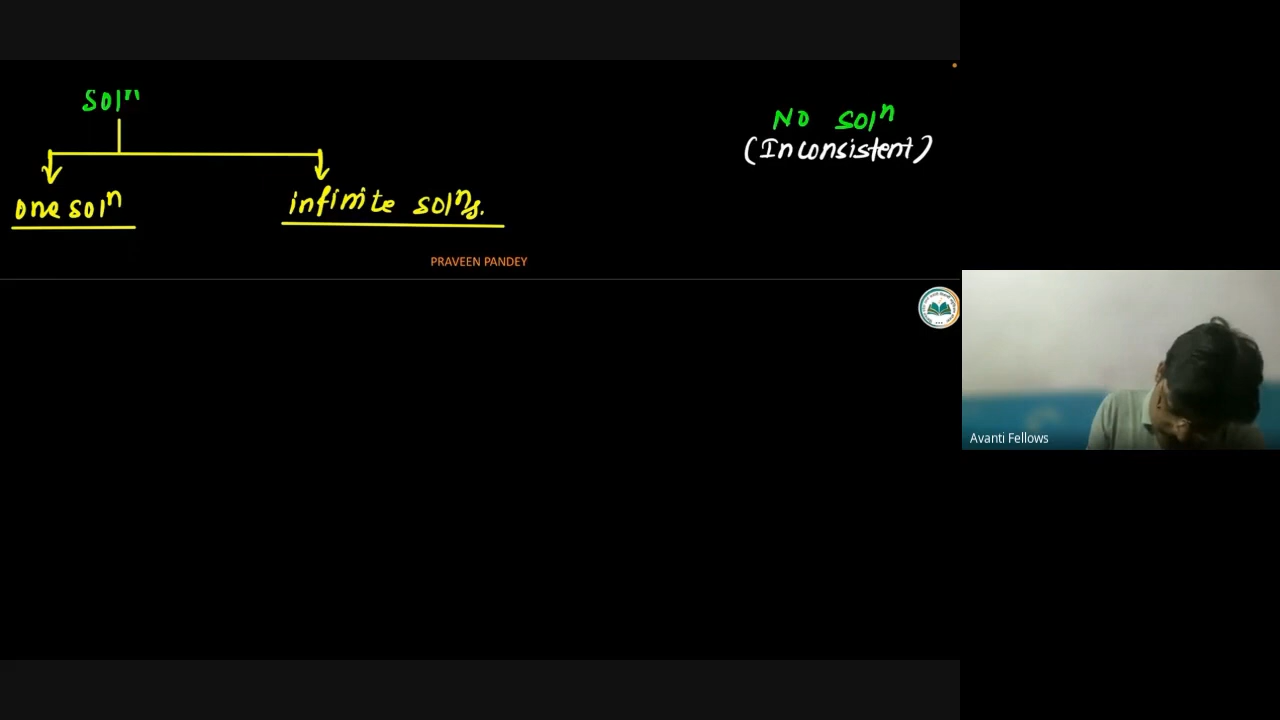 solⁿ
NO solⁿ
(Inconsistent)
one solⁿ
infinite solⁿs.
PRAVEEN PANDEY
Avanti Fellows